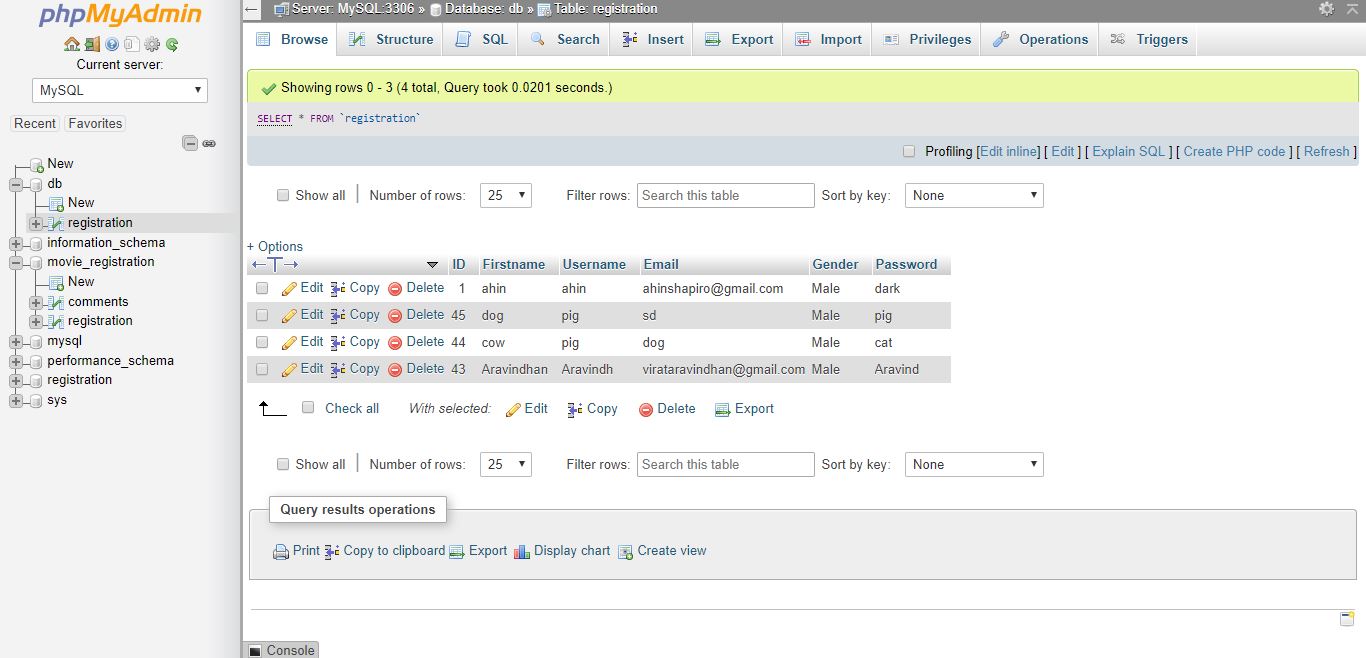 phpMyAdmin
Current server:
MySQL
Recent Favorites
New
db
New
registration
information_schema
movie_registration
New
comments
registration
mysql
performance_schema
registration
sys
Server: MySQL:3306 » Database: db » Table: registration
Browse Structure SQL Search Insert Export Import Privileges Operations Triggers
Showing rows 0 - 3 (4 total, Query took 0.0201 seconds.)
SELECT * FROM `registration`
Profiling [Edit inline] [ Edit ] [ Explain SQL ] [ Create PHP code ] [ Refresh ]
Show all | Number of rows: 25 Filter rows: Search this table Sort by key: None
+ Options
←T→ ID Firstname Username Email Gender Password
Edit Copy Delete 1 ahin ahin ahinshapiro@gmail.com Male dark
Edit Copy Delete 45 dog pig sd Male pig
Edit Copy Delete 44 cow pig dog Male cat
Edit Copy Delete 43 Aravindhan Aravindh virataravindhan@gmail.com Male Aravind
Check all With selected: Edit Copy Delete Export
Show all | Number of rows: 25 Filter rows: Search this table Sort by key: None
Query results operations
Print Copy to clipboard Export Display chart Create view
Console